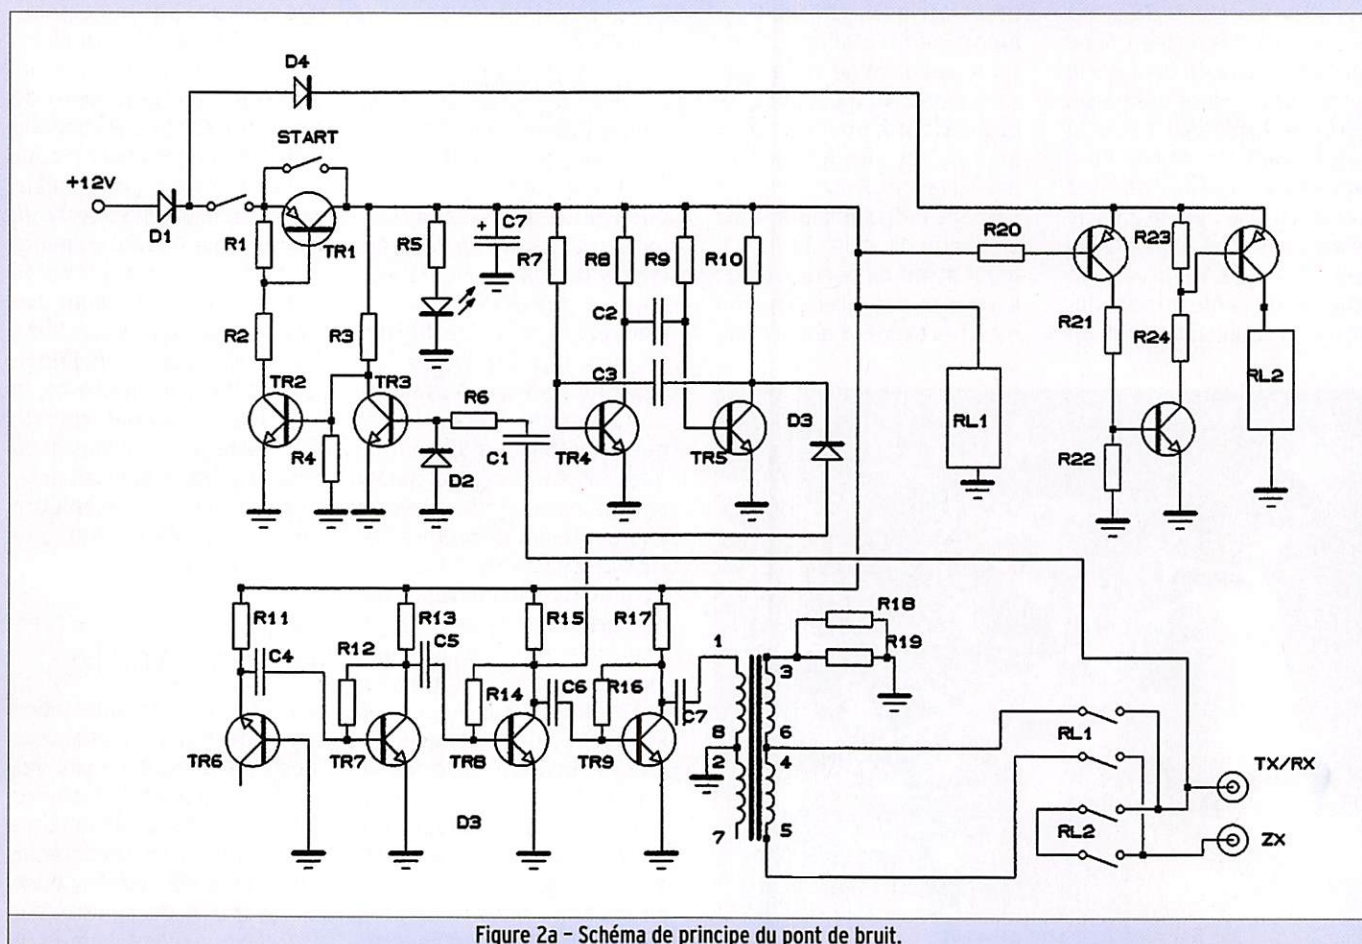 D4
START
+12V
D1
R1
TR1
R5
+
C7
R7
R8
R9
R10
R20
R23
R2
R3
C2
R21
R24
C3
RL2
TR2
TR3
R6
D3
RL1
R4
C1
TR4
TR5
R22
D2
R11
R13
R15
R17
R18
R12
C5
1
R19
C4
3
R14
C6
R16
C7
8
6
RL1
TR6
TR7
TR8
TR9
2
4
TX/RX
D3
7
5
RL2
ZX
Figure 2a - Schéma de principe du pont de bruit.